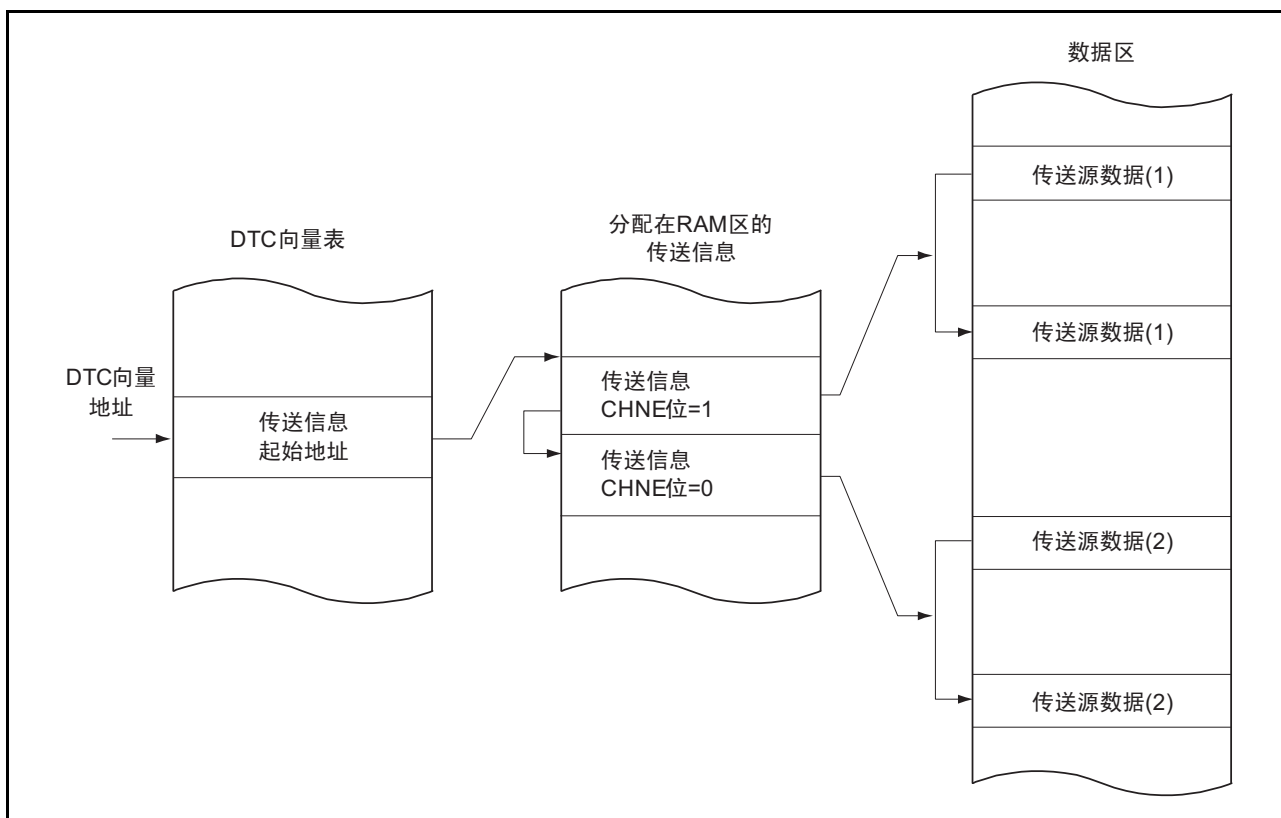 数据区
传送源数据(1)
分配在RAM区的
传送信息
DTC向量表
传送源数据(1)
DTC向量
地址
传送信息
起始地址
传送信息
CHNE位=1
传送信息
CHNE位=0
传送源数据(2)
传送源数据(2)